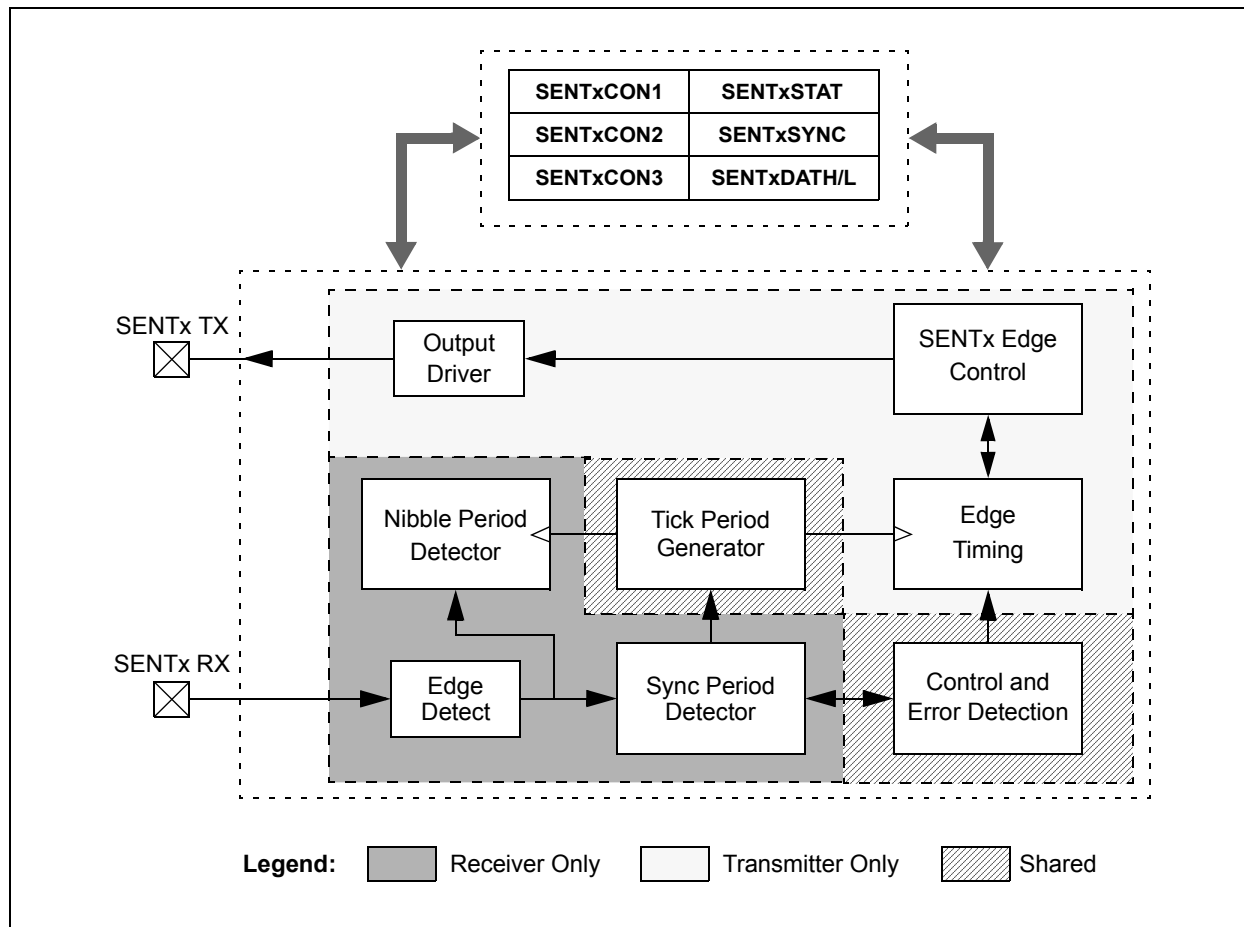 SENTxCON1 SENTxSTAT
SENTxCON2 SENTxSYNC
SENTxCON3 SENTxDATH/L
SENTx TX
Output
Driver
SENTx Edge
Control
Nibble Period
Detector
Tick Period
Generator
Edge
Timing
SENTx RX
Edge
Detect
Sync Period
Detector
Control and
Error Detection
Legend: Receiver Only Transmitter Only Shared